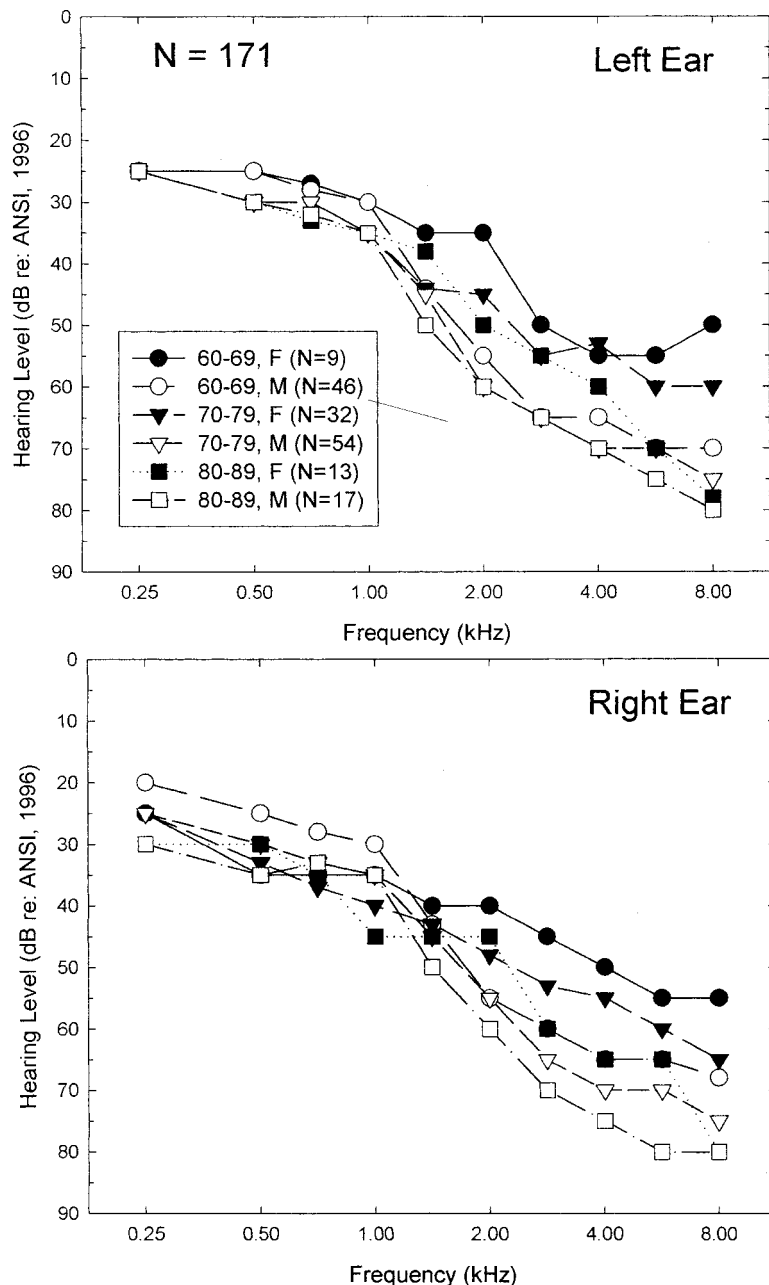 N = 171
Left Ear
0
10
20
30
40
50
60
70
80
90
Hearing Level (dB re: ANSI, 1996)
60-69, F (N=9)
60-69, M (N=46)
70-79, F (N=32)
70-79, M (N=54)
80-89, F (N=13)
80-89, M (N=17)
0.25 0.50 1.00 2.00 4.00 8.00
Frequency (kHz)
Right Ear
0
10
20
30
40
50
60
70
80
90
Hearing Level (dB re: ANSI, 1996)
0.25 0.50 1.00 2.00 4.00 8.00
Frequency (kHz)